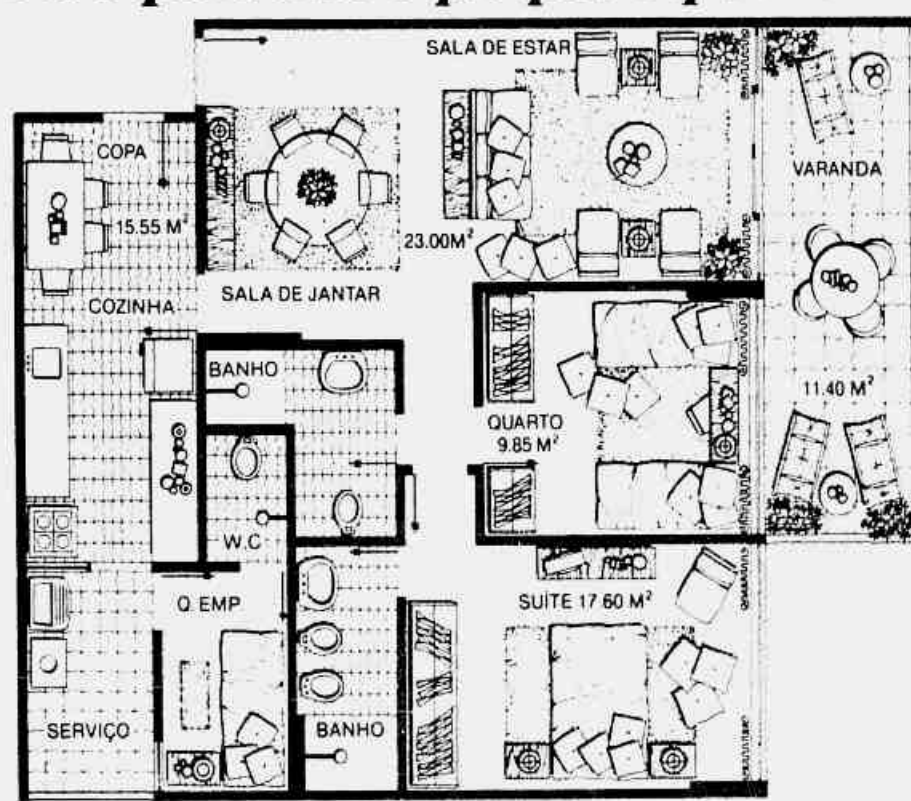 SALA DE ESTAR
COPA
15.55 M²
VARANDA
23.00M²
SALA DE JANTAR
COZINHA
BANHO
11.40 M²
QUARTO
9.85 M²
W.C
Q. EMP
SUÍTE 17.60 M²
SERVIÇO
BANHO